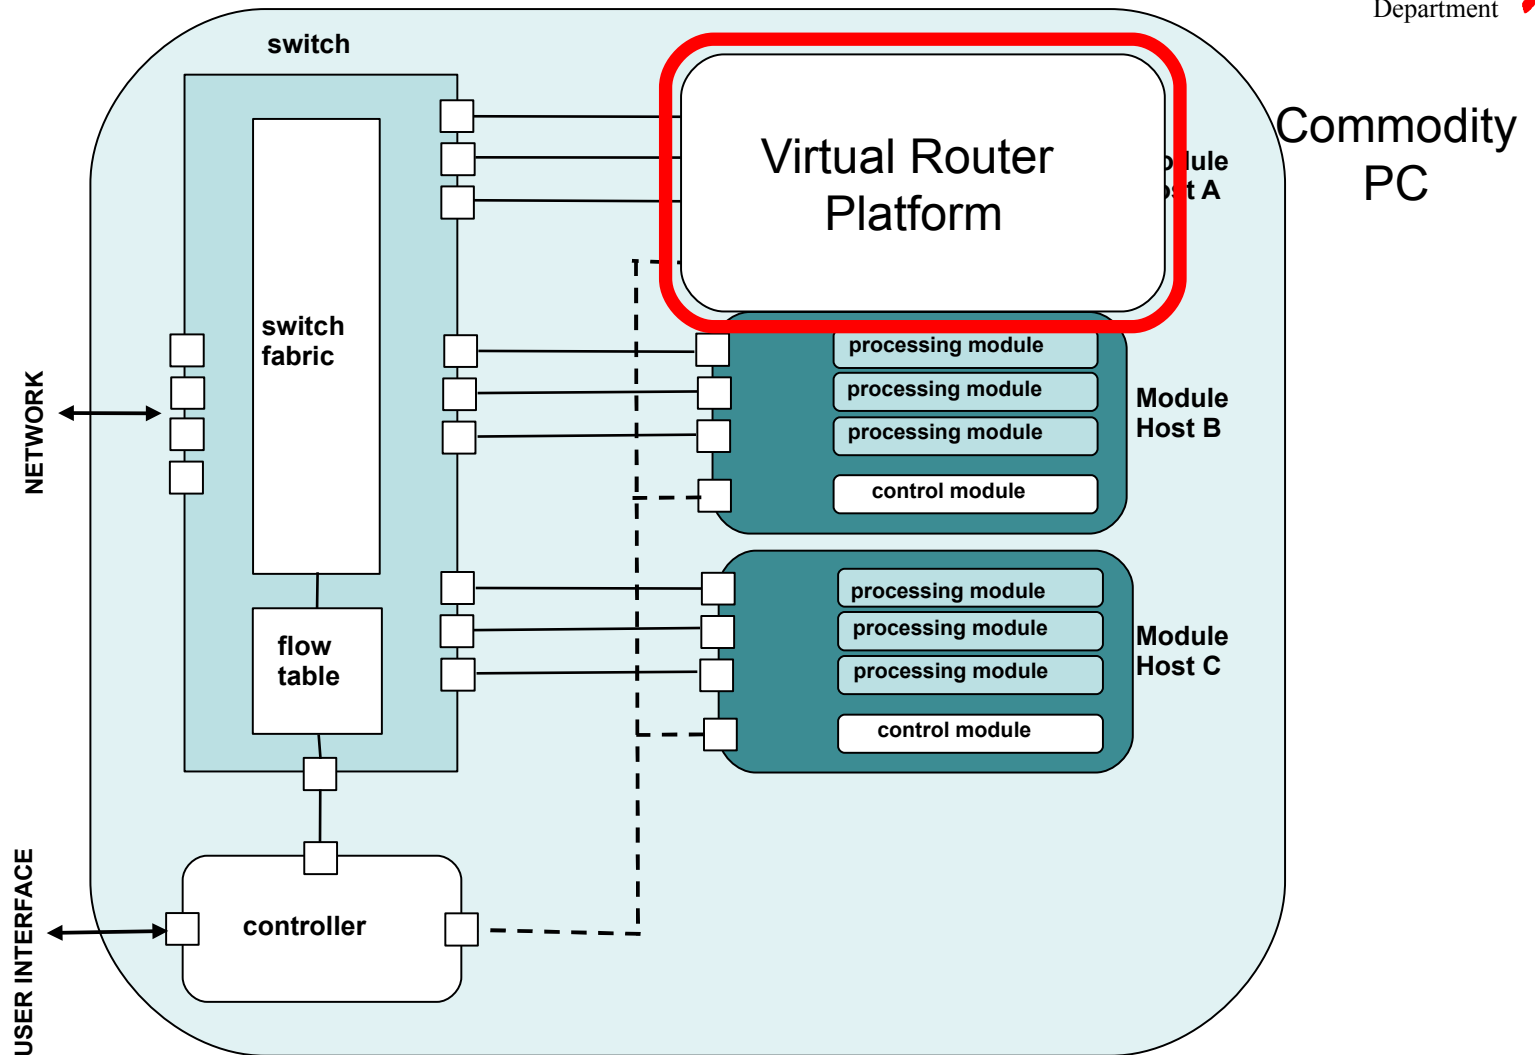 Department
switch
Commodity
PC
Virtual Router
Platform
t A
switch
fabric
NETWORK
processing module
processing module
processing module
control module
Module
Host B
flow
table
processing module
processing module
processing module
control module
Module
Host C
controller
USER INTERFACE